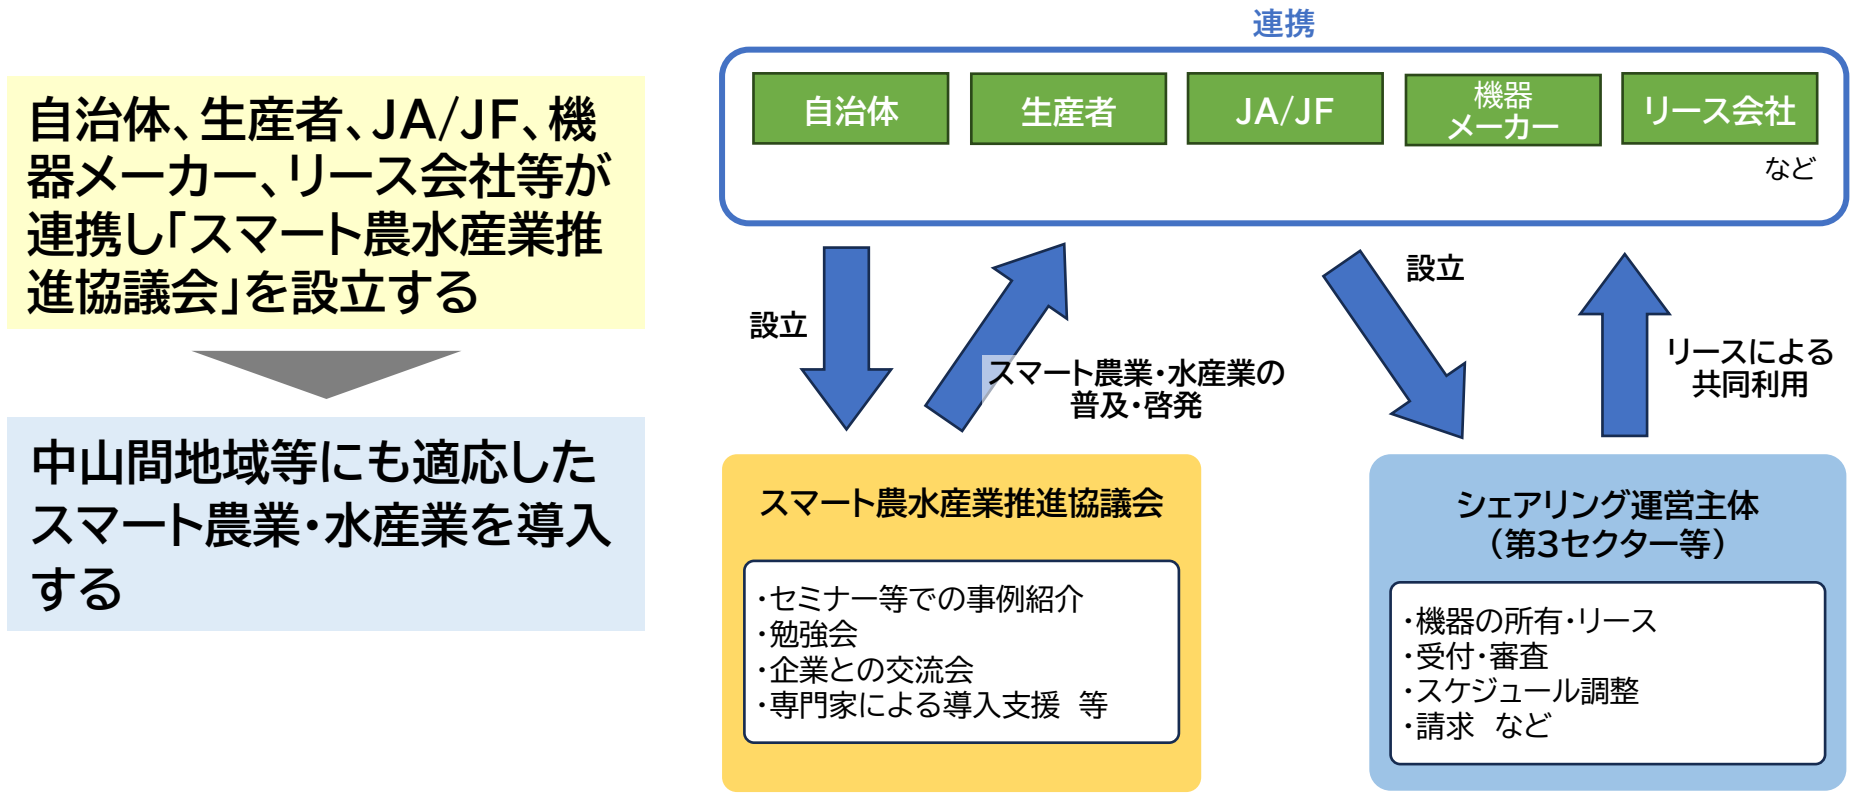 自治体、生産者、JA/JF、機
器メーカー、リース会社等が
連携し「スマート農水産業推
進協議会」を設立する
中山間地域等にも適応した
スマート農業・水産業を導入
する
連携
自治体
生産者
JA/JF
機器
メーカー
リース会社
など
設立
スマート農業・水産業の
普及・啓発
設立
リースによる
共同利用
スマート農水産業推進協議会
・セミナー等での事例紹介
・勉強会
・企業との交流会
・専門家による導入支援　等
シェアリング運営主体
（第3セクター等）
・機器の所有・リース
・受付・審査
・スケジュール調整
・請求　など